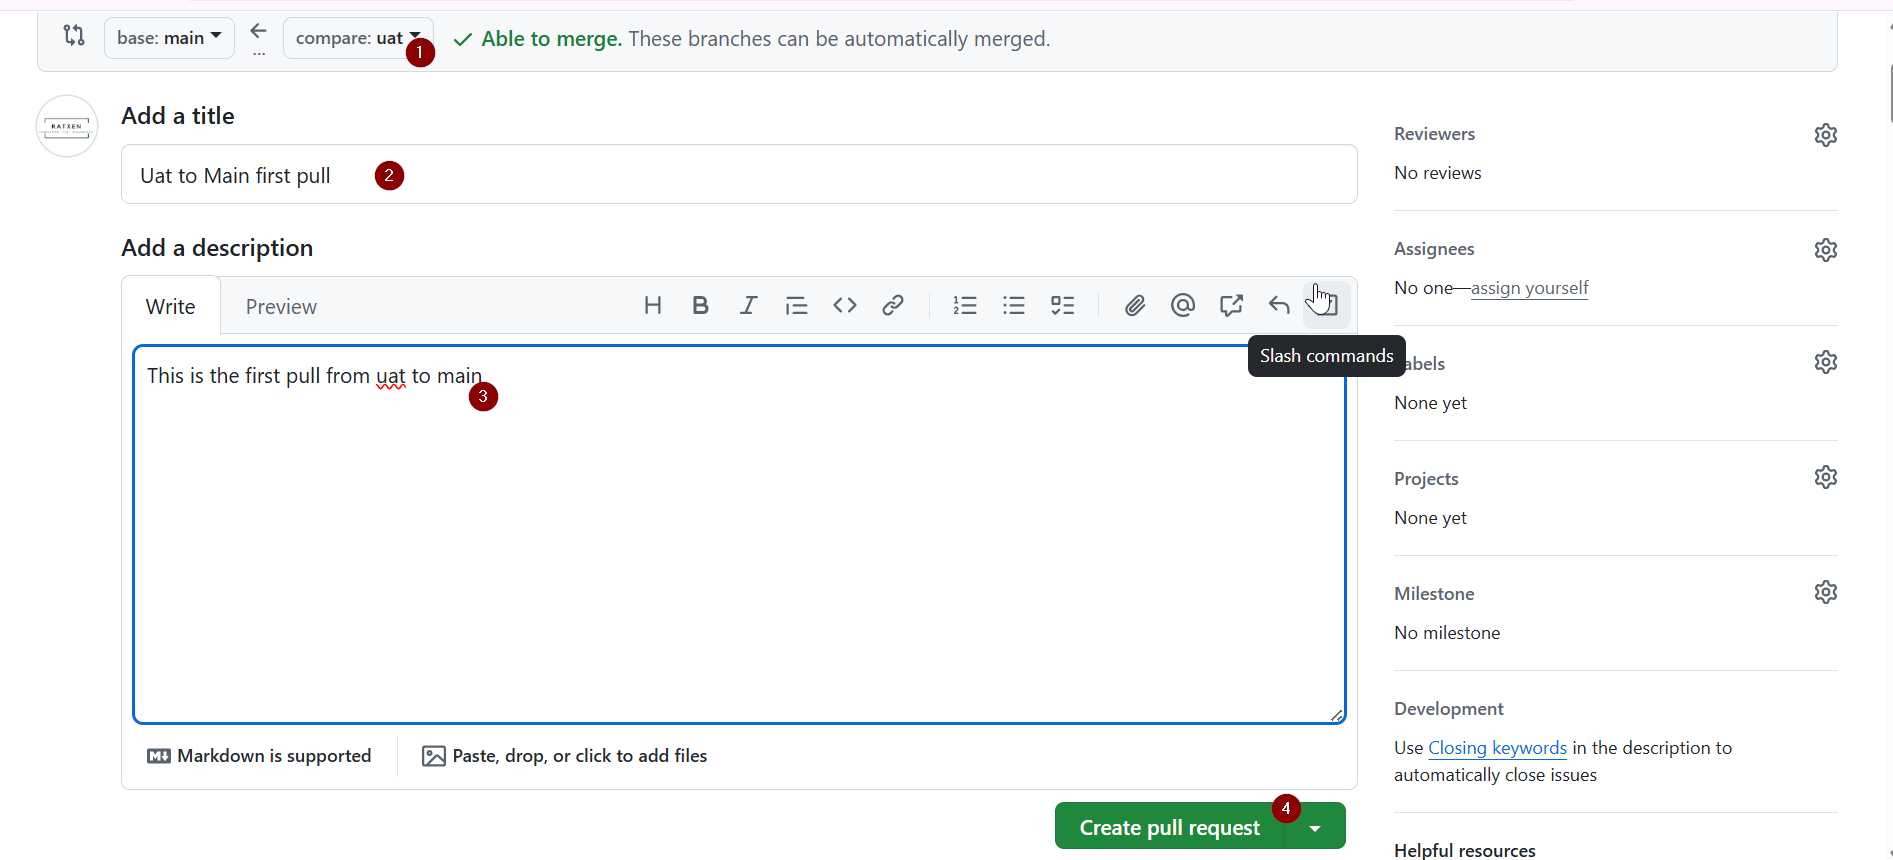 base: main
...
compare: uat
1
Able to merge. These branches can be automatically merged.
RATXEN
Add a title
Uat to Main first pull
2
Add a description
Write
Preview
Slash commands
This is the first pull from uat to main
3
Markdown is supported
Paste, drop, or click to add files
4
Create pull request
Reviewers
No reviews
Assignees
No one—assign yourself
abels
None yet
Projects
None yet
Milestone
No milestone
Development
Use Closing keywords in the description to
automatically close issues
Helpful resources